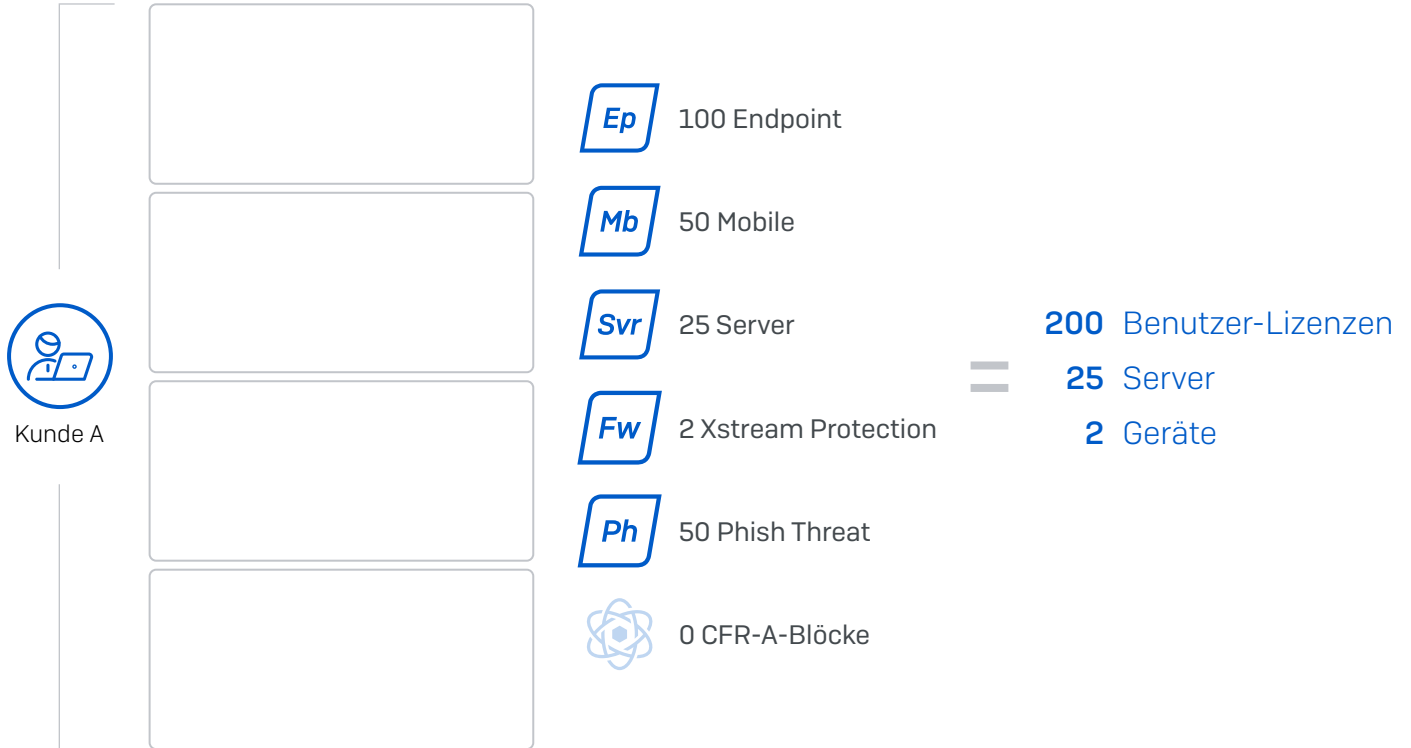 Ep 100 Endpoint
Mb 50 Mobile
Svr 25 Server
Fw 2 Xstream Protection
Ph 50 Phish Threat
0 CFR-A-Blöcke
Kunde A
=
200 Benutzer-Lizenzen
25 Server
2 Geräte